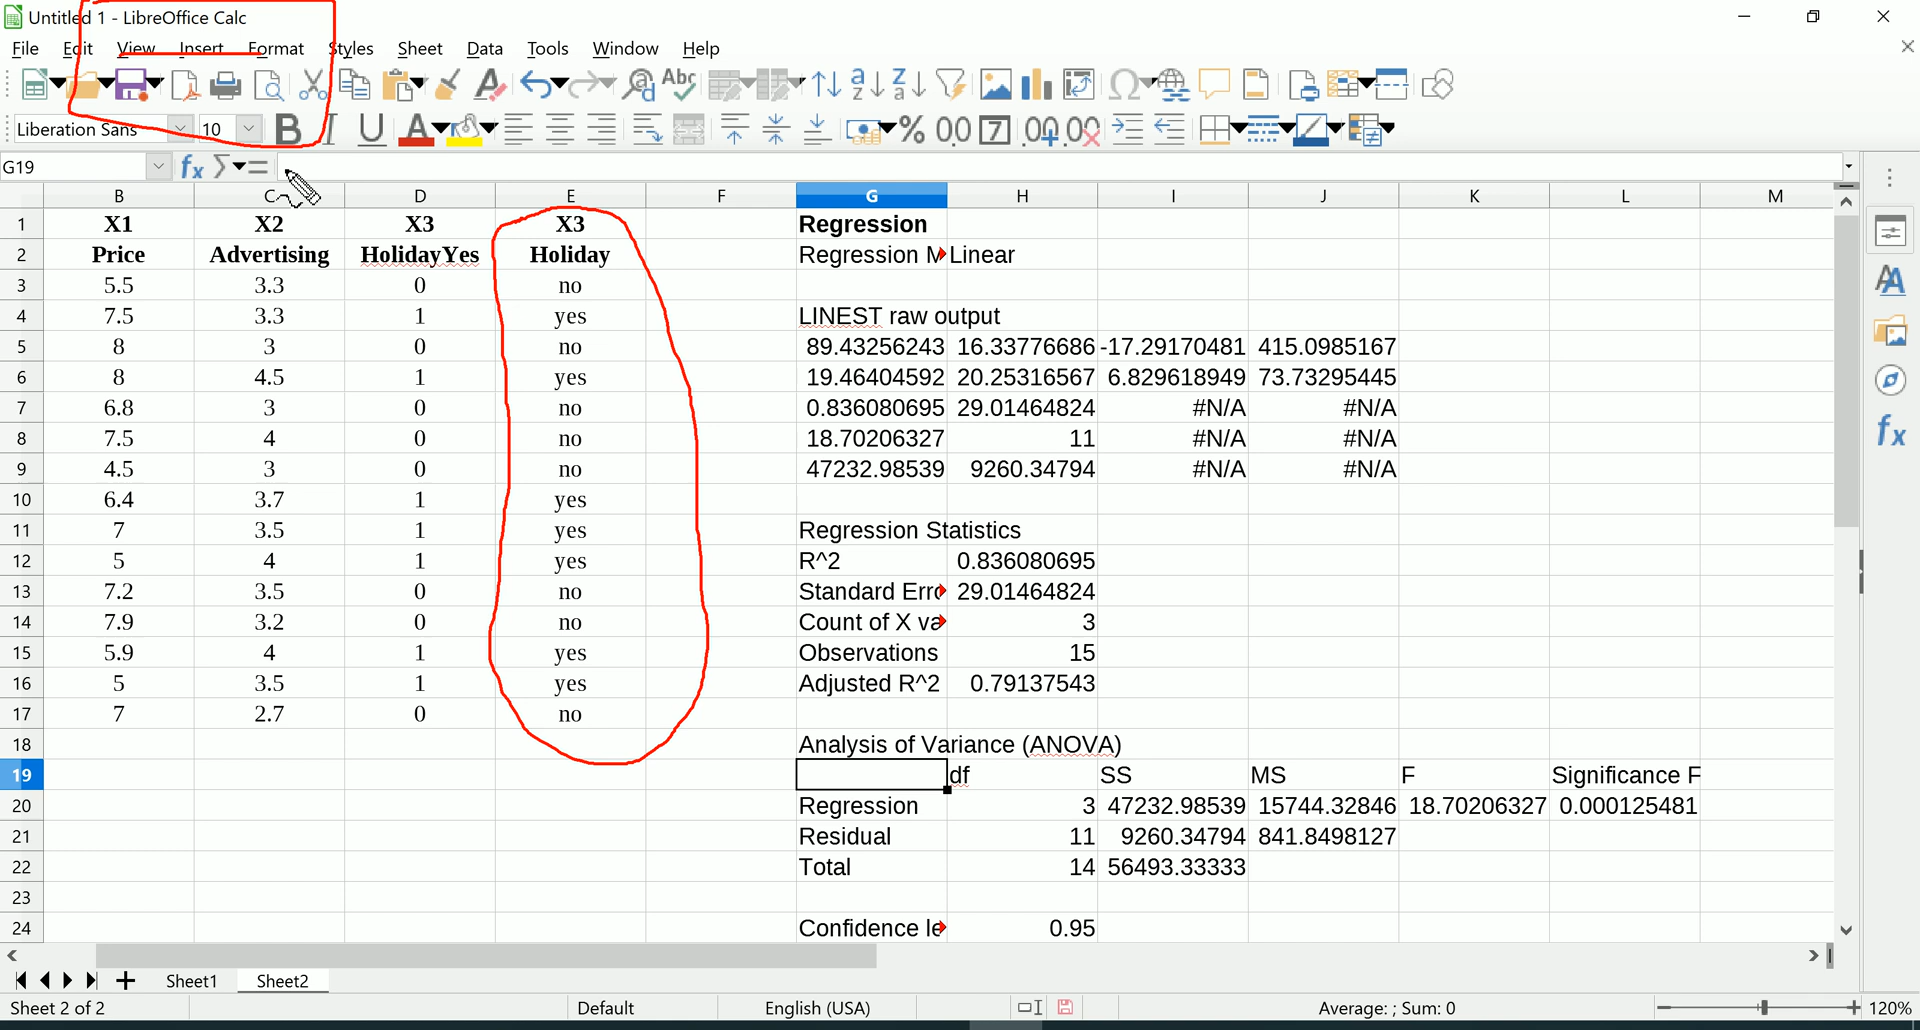 Untitled 1 - LibreOffice Calc
File Edit View Insert Format Styles Sheet Data Tools Window Help
Liberation Sans 10
G19
B C D E F G H I J K L M
1 X1 X2 X3 X3 Regression
2 Price Advertising HolidayYes Holiday Regression M Linear
3 5.5 3.3 0 no
4 7.5 3.3 1 yes LINEST raw output
5 8 3 0 no 89.43256243 16.33776686 -17.29170481 415.0985167
6 8 4.5 1 yes 19.46404592 20.25316567 6.829618949 73.73295445
7 6.8 3 0 no 0.836080695 29.01464824 #N/A #N/A
8 7.5 4 0 no 18.70206327 11 #N/A #N/A
9 4.5 3 0 no 47232.98539 9260.34794 #N/A #N/A
10 6.4 3.7 1 yes
11 7 3.5 1 yes Regression Statistics
12 5 4 1 yes R^2 0.836080695
13 7.2 3.5 0 no Standard Erro 29.01464824
14 7.9 3.2 0 no Count of X va 3
15 5.9 4 1 yes Observations 15
16 5 3.5 1 yes Adjusted R^2 0.79137543
17 7 2.7 0 no
18 Analysis of Variance (ANOVA)
19 df SS MS F Significance F
20 Regression 3 47232.98539 15744.32846 18.70206327 0.000125481
21 Residual 11 9260.34794 841.8498127
22 Total 14 56493.33333
23
24 Confidence le 0.95
Sheet1 Sheet2
Sheet 2 of 2 Default English (USA) Average: ; Sum: 0 120%